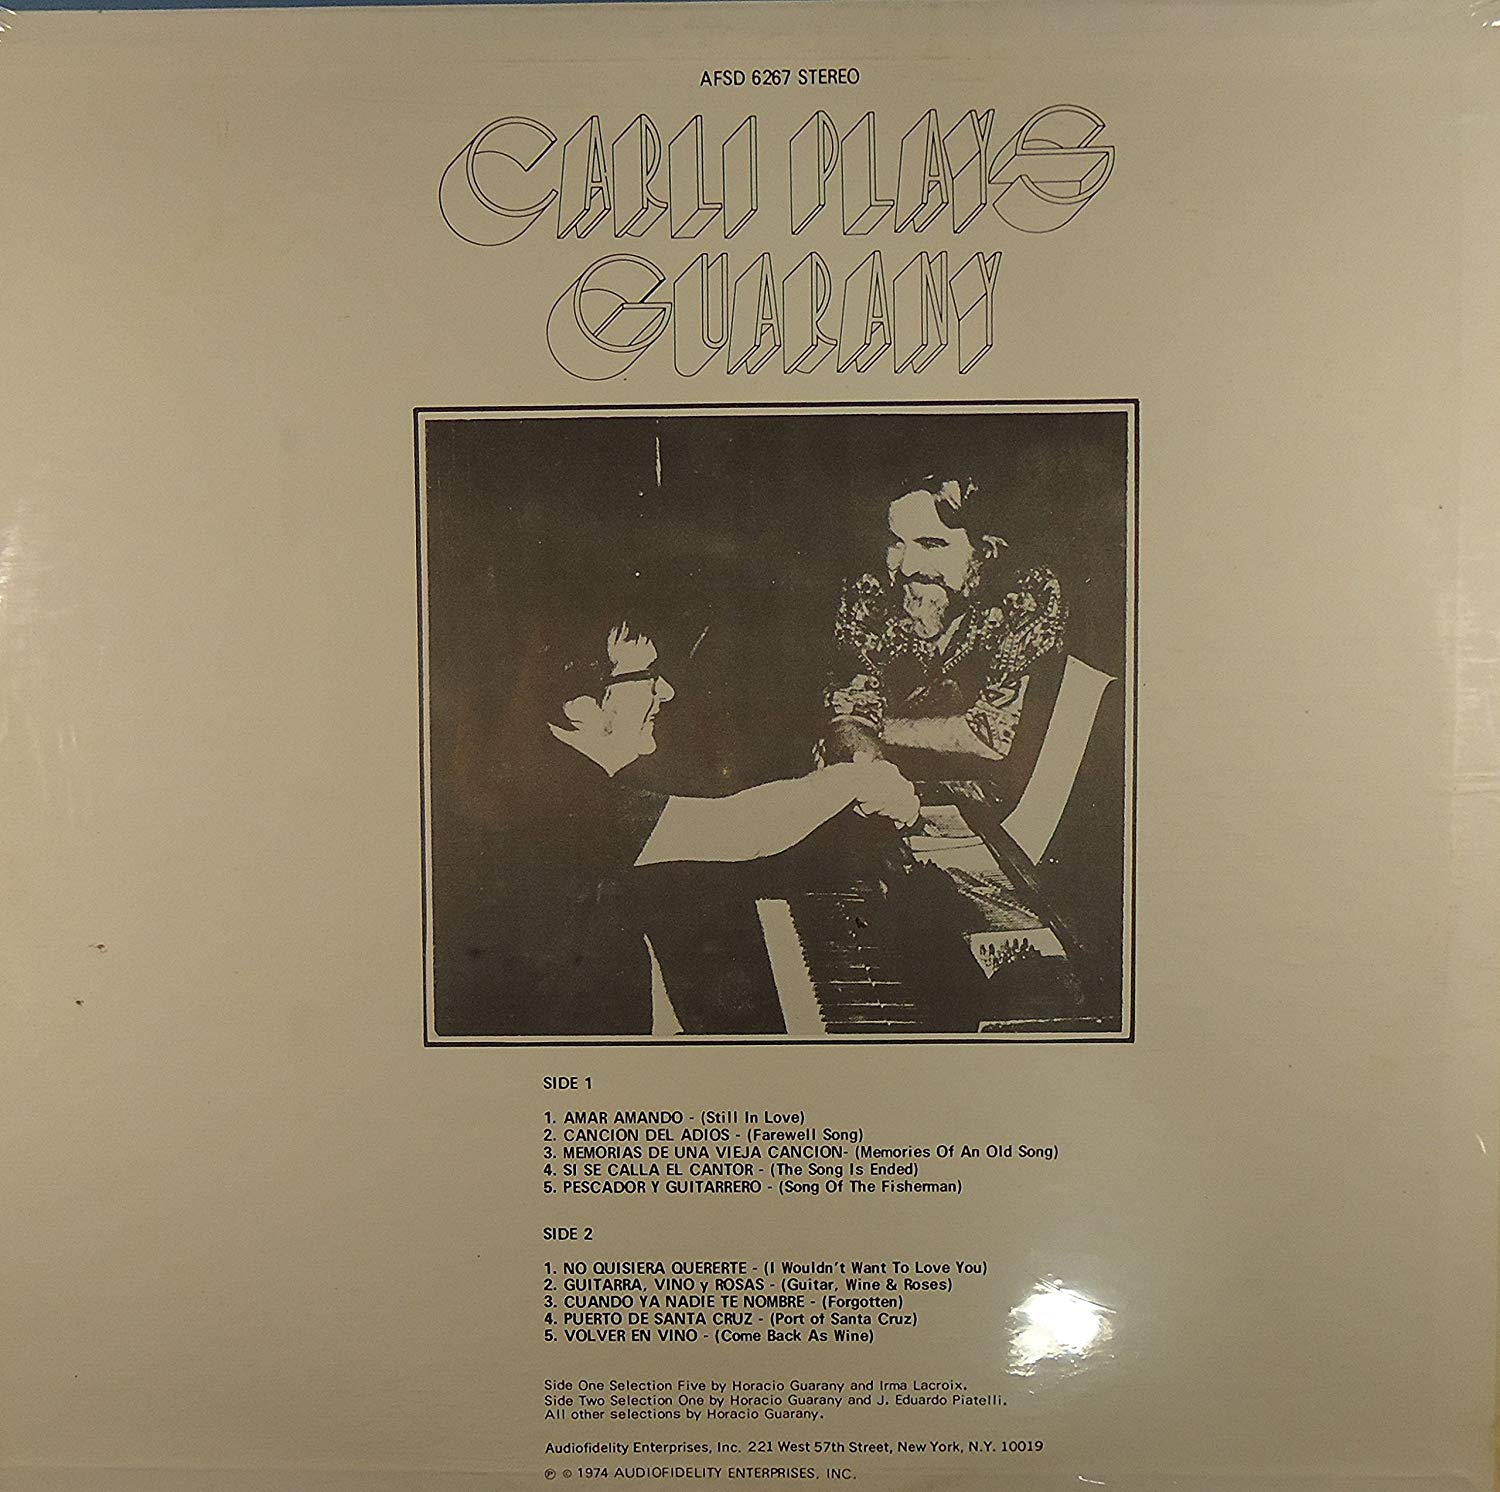 AFSD 6267 STEREO
CARLI PLAYS
GUARANY
SIDE 1
1. AMAR AMANDO - (Still In Love)
2. CANCION DEL ADIOS - (Farewell Song)
3. MEMORIAS DE UNA VIEJA CANCION- (Memories Of An Old Song)
4. SI SE CALLA EL CANTOR - (The Song Is Ended)
5. PESCADOR Y GUITARRERO - (Song Of The Fisherman)
SIDE 2
1. NO QUISIERA QUERERTE - (I Wouldn't Want To Love You)
2. GUITARRA, VINO y ROSAS - (Guitar, Wine & Roses)
3. CUANDO YA NADIE TE NOMBRE - (Forgotten)
4. PUERTO DE SANTA CRUZ - (Port of Santa Cruz)
5. VOLVER EN VINO - (Come Back As Wine)
Side One Selection Five by Horacio Guarany and Irma Lacroix.
Side Two Selection One by Horacio Guarany and J. Eduardo Piatelli.
All other selections by Horacio Guarany.
Audiofidelity Enterprises, Inc. 221 West 57th Street, New York, N.Y. 10019
℗ © 1974 AUDIOFIDELITY ENTERPRISES, INC.